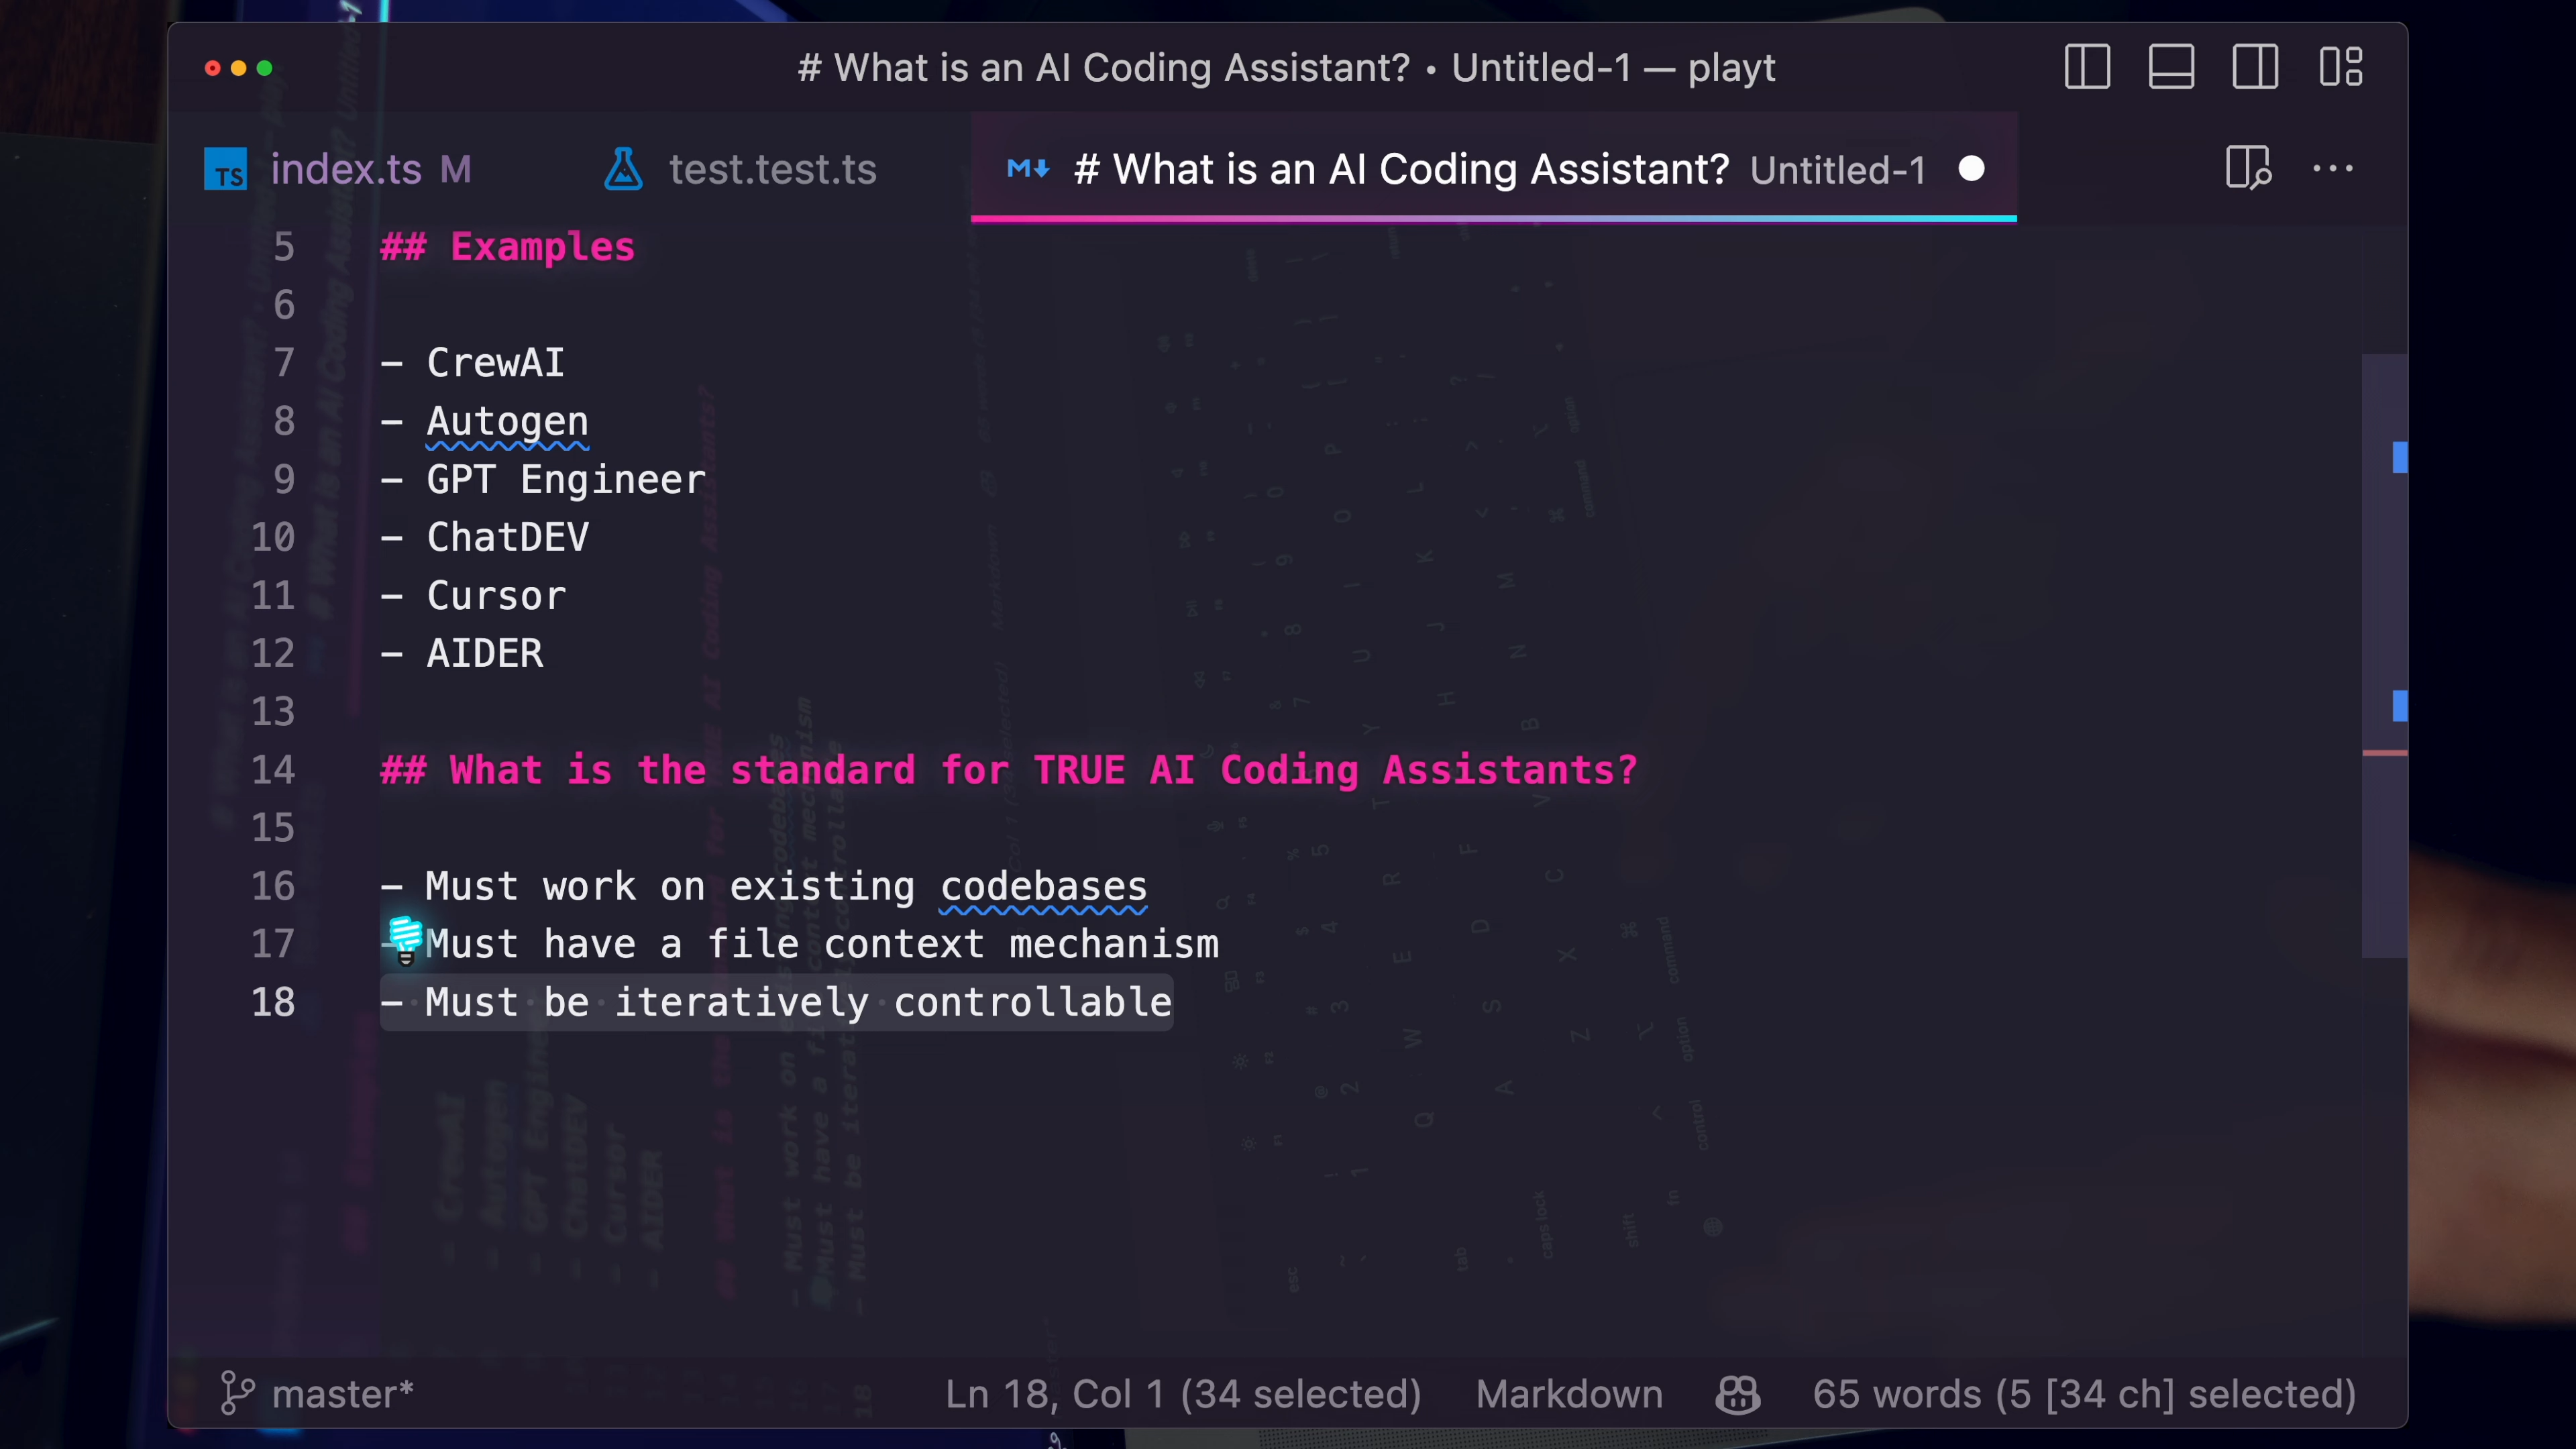 # What is an AI Coding Assistant? • Untitled-1 — playt
TS index.ts M
test.test.ts
# What is an AI Coding Assistant? Untitled-1
5 ## Examples
6
7 - CrewAI
8 - Autogen
9 - GPT Engineer
10 - ChatDEV
11 - Cursor
12 - AIDER
13
14 ## What is the standard for TRUE AI Coding Assistants?
15
16 - Must work on existing codebases
17 - Must have a file context mechanism
18 - Must be iteratively controllable
master* Ln 18, Col 1 (34 selected) Markdown 65 words (5 [34 ch] selected)